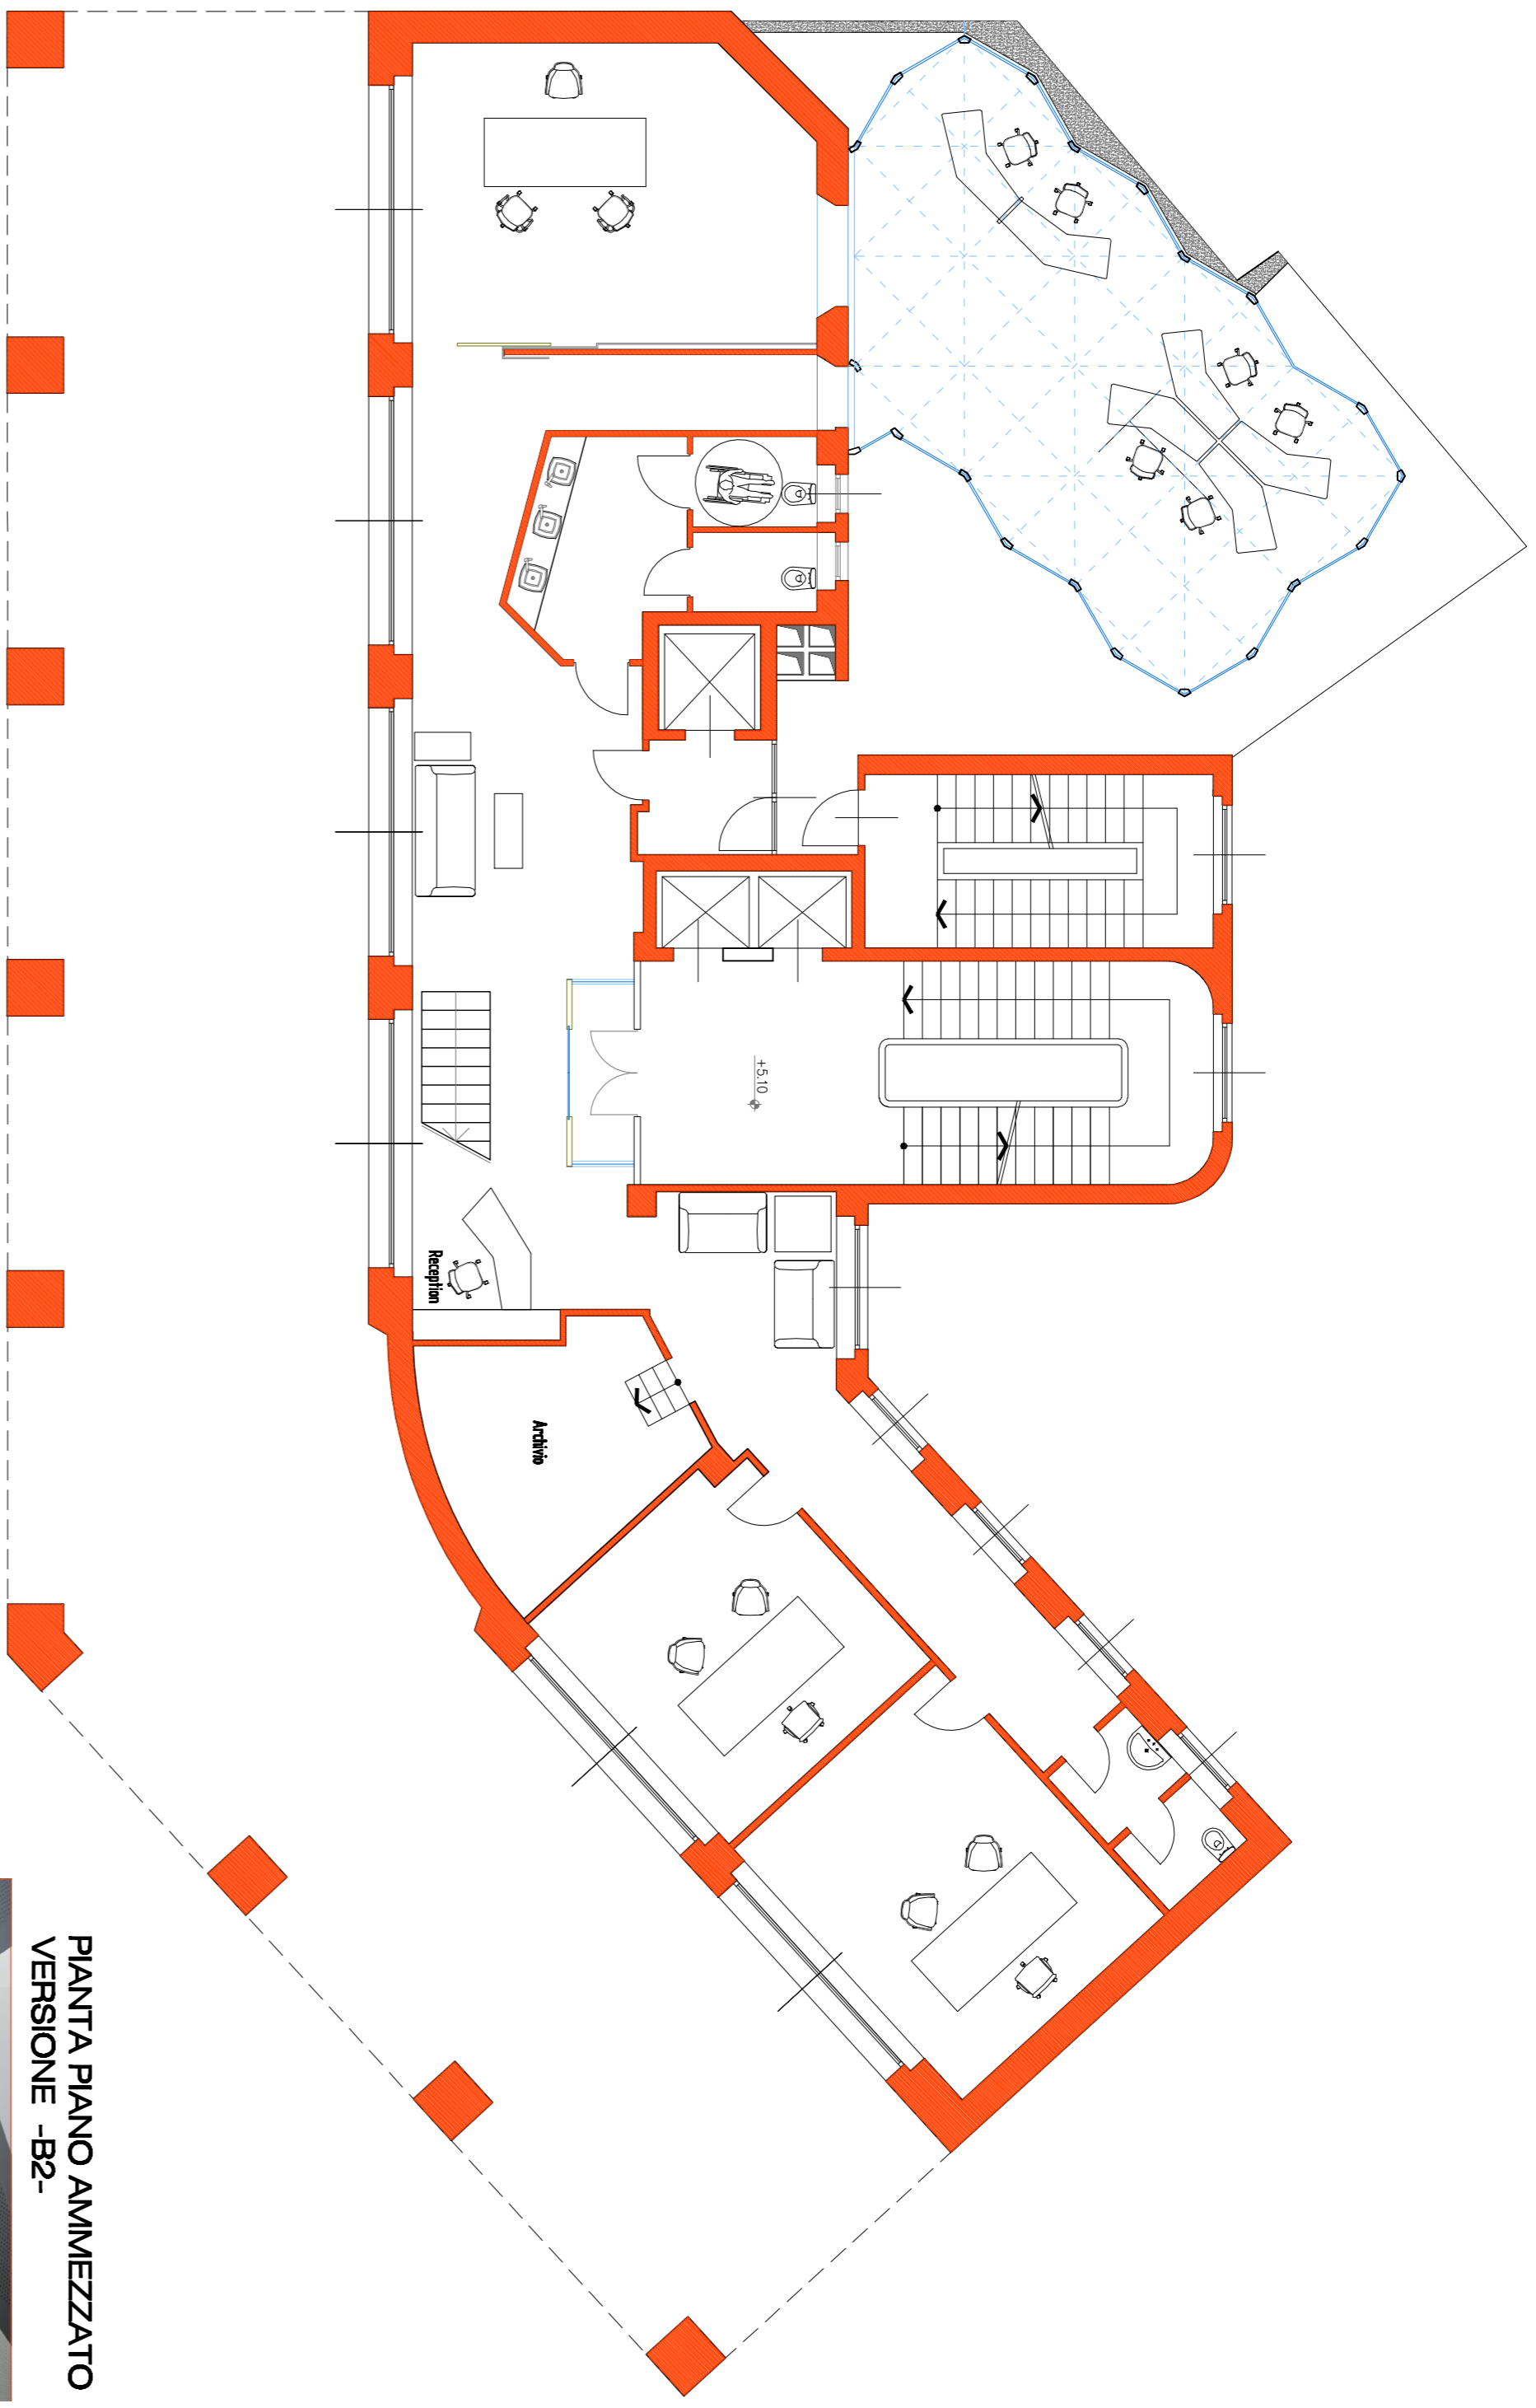 +5.10
Reception
Archivio
PIANTA PIANO AMMEZZATO
VERSIONE -B2-